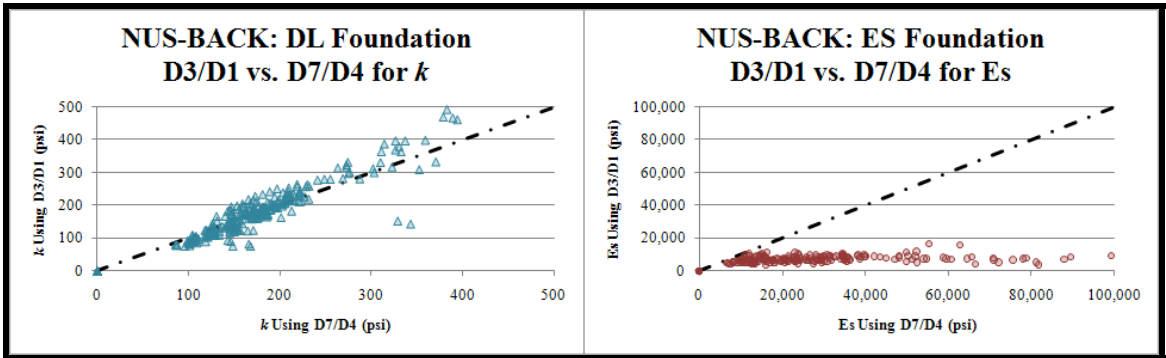 NUS-BACK: DL Foundation
D3/D1 vs. D7/D4 for k
k Using D3/D1 (psi)
500
400
300
200
100
0
0 100 200 300 400 500
k Using D7/D4 (psi)
NUS-BACK: ES Foundation
D3/D1 vs. D7/D4 for Es
Es Using D3/D1 (psi)
100,000
80,000
60,000
40,000
20,000
0
0 20,000 40,000 60,000 80,000 100,000
Es Using D7/D4 (psi)